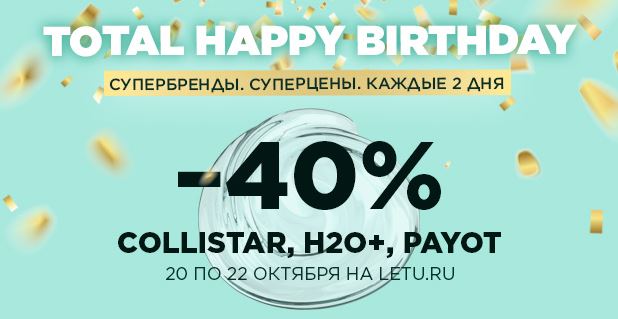 TOTAL HAPPY BIRTHDAY
СУПЕРБРЕНДЫ. СУПЕРЦЕНЫ. КАЖДЫЕ 2 ДНЯ
-40%
COLLISTAR, H2O+, PAYOT
20 ПО 22 ОКТЯБРЯ НА LETU.RU